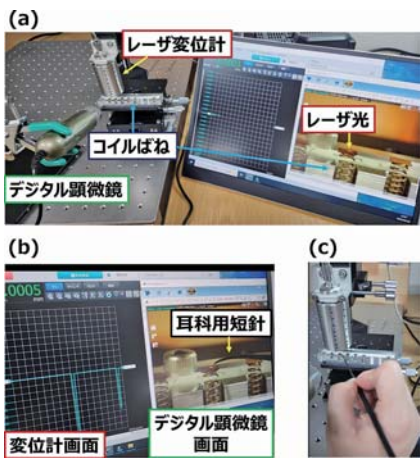 (a)
レーザ変位計
レーザ光
コイルばね
デジタル顕微鏡
(b)
(c)
.0005
耳科用短針
変位計画面
デジタル顕微鏡
画面